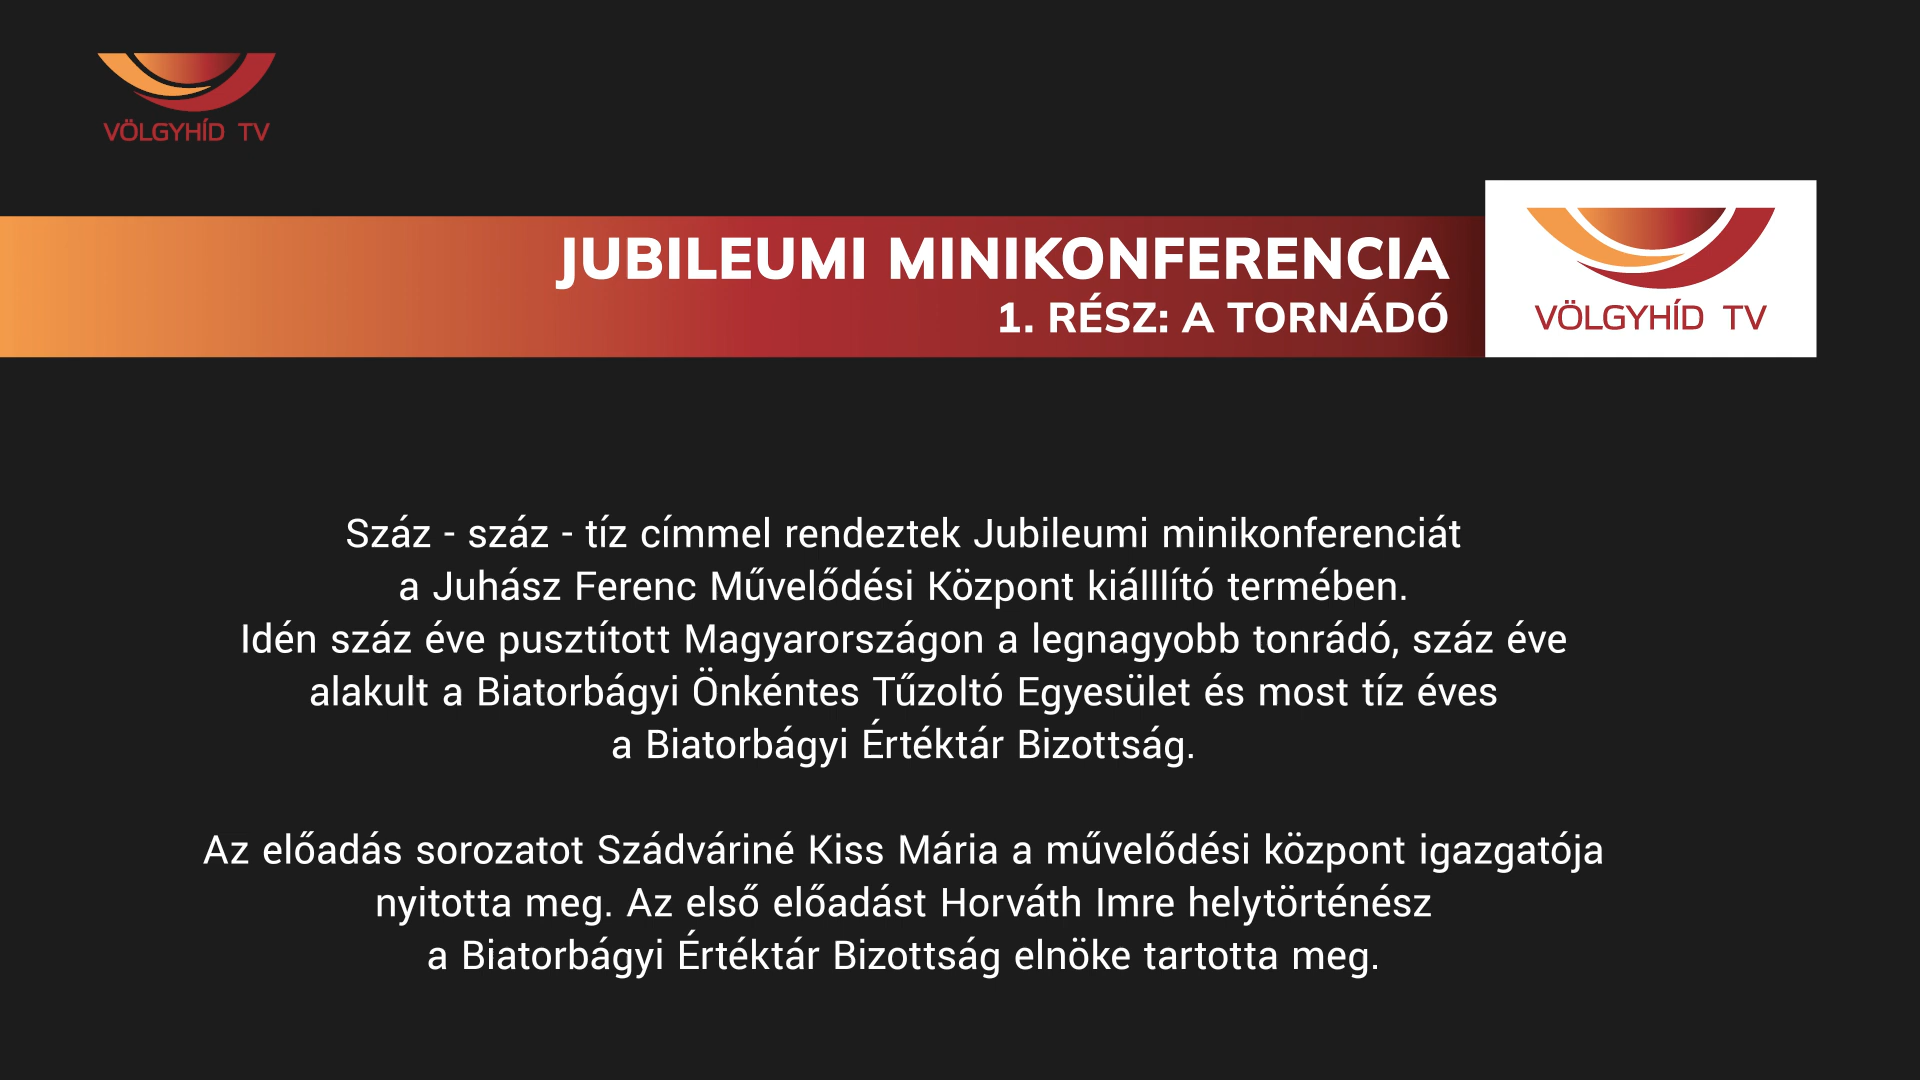 VÖLGYHÍD TV
JUBILEUMI MINIKONFERENCIA
1. RÉSZ: A TORNÁDÓ
VÖLGYHÍD TV
Száz - száz - tíz címmel rendeztek Jubileumi minikonferenciát
a Juhász Ferenc Művelődési Központ kiálllító termében.
Idén száz éve pusztított Magyarországon a legnagyobb tonrádó, száz éve
alakult a Biatorbágyi Önkéntes Tűzoltó Egyesület és most tíz éves
a Biatorbágyi Értéktár Bizottság.
Az előadás sorozatot Szádváriné Kiss Mária a művelődési központ igazgatója
nyitotta meg. Az első előadást Horváth Imre helytörténész
a Biatorbágyi Értéktár Bizottság elnöke tartotta meg.